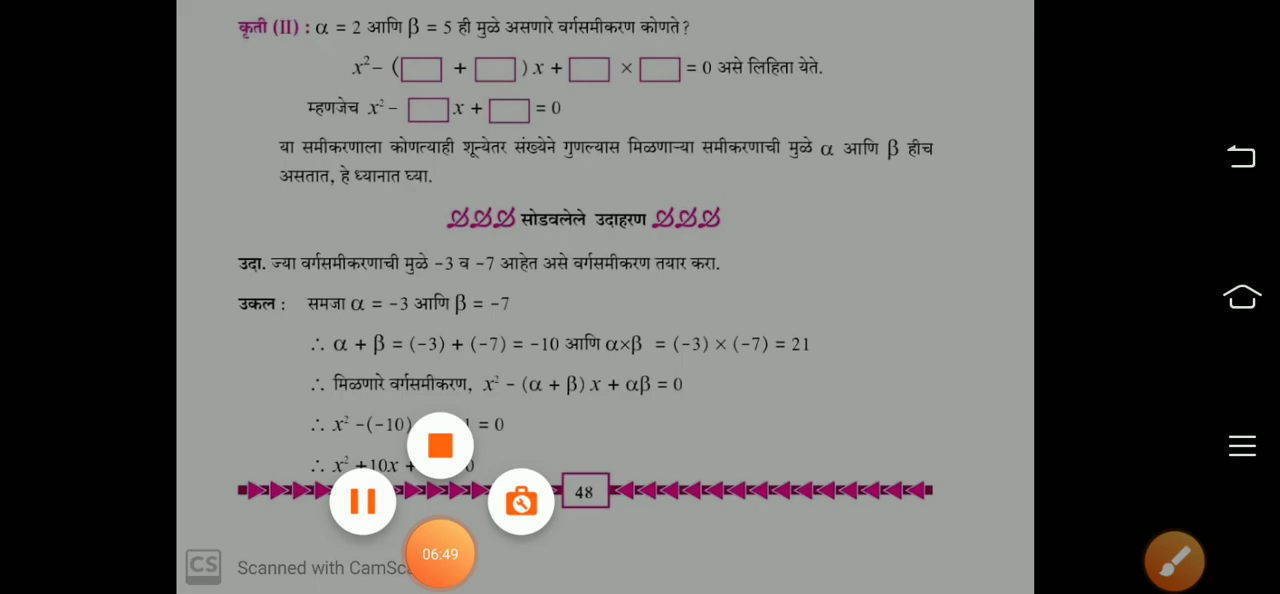 कृती (II) : α = 2 आणि β = 5 ही मुळे असणारे वर्गसमीकरण कोणते?
x² – ( + ) x + × = 0 असे लिहिता येते.
म्हणजेच x² – x + = 0
या समीकरणाला कोणत्याही शून्येतर संख्येने गुणल्यास मिळणाऱ्या समीकरणाची मुळे α आणि β हीच
असतात, हे ध्यानात घ्या.
सोडवलेले उदाहरण
उदा. ज्या वर्गसमीकरणाची मुळे -3 व -7 आहेत असे वर्गसमीकरण तयार करा.
उकल : समजा α = -3 आणि β = -7
∴ α + β = (-3) + (-7) = -10 आणि α×β = (-3) × (-7) = 21
∴ मिळणारे वर्गसमीकरण, x² - (α + β) x + αβ = 0
∴ x² -(-10) = 0
∴ x² +10x +
48
06:49
CS Scanned with